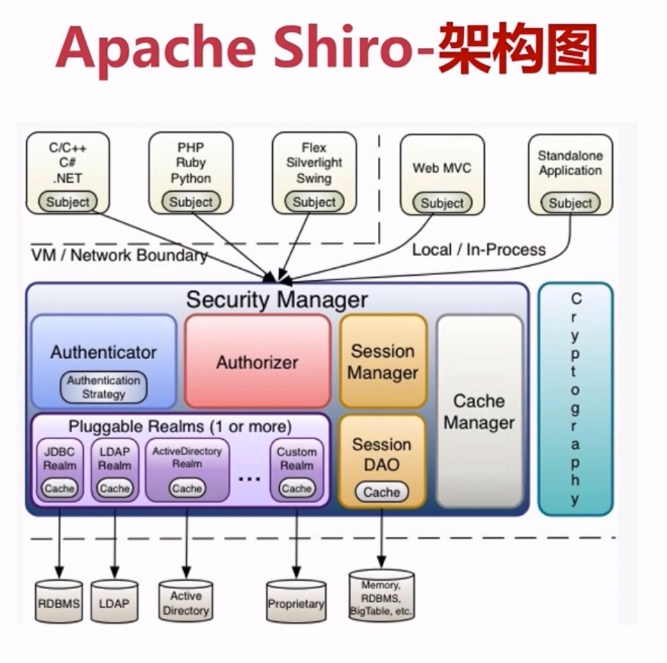 Apache Shiro-架构图
C/C++
C#
.NET
Subject
PHP
Ruby
Python
Subject
Flex
Silverlight
Swing
Subject
Web MVC
Subject
Standalone
Application
Subject
VM / Network Boundary
Local / In-Process
Security Manager
Authenticator
Authentication
Strategy
Authorizer
Session
Manager
Cache
Manager
Cryptography
Pluggable Realms (1 or more)
JDBC
Realm
Cache
LDAP
Realm
Cache
ActiveDirectory
Realm
Cache
...
Custom
Realm
Cache
Session
DAO
Cache
RDBMS
LDAP
Active
Directory
Proprietary
Memory,
RDBMS,
BigTable, etc.